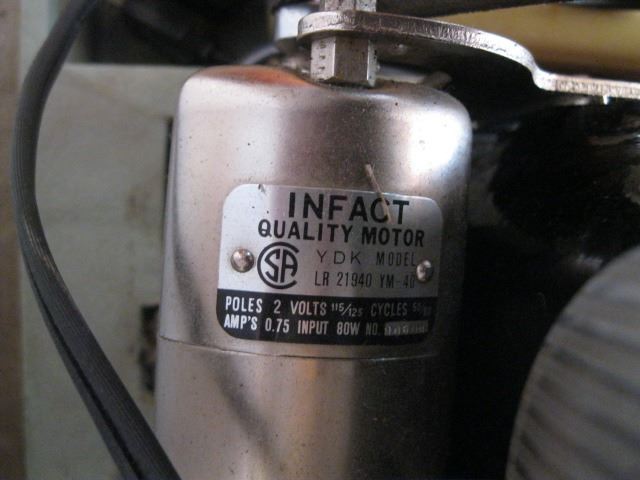 INFACT
QUALITY MOTOR
SA
YDK MODEL
LR 21940 YM-40
POLES 2 VOLTS 115/125 CYCLES
AMP'S 0.75 INPUT 80W NO.